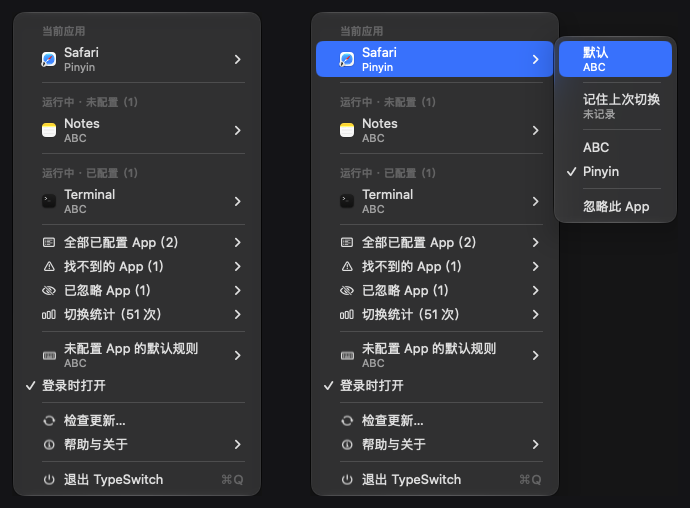 当前应用
Safari
Pinyin
运行中 · 未配置 (1)
Notes
ABC
运行中 · 已配置 (1)
Terminal
ABC
全部已配置 App (2)
找不到的 App (1)
已忽略 App (1)
切换统计 (51 次)
未配置 App 的默认规则
ABC
登录时打开
检查更新...
帮助与关于
退出 TypeSwitch ⌘Q
当前应用
Safari
Pinyin
运行中 · 未配置 (1)
Notes
ABC
运行中 · 已配置 (1)
Terminal
ABC
全部已配置 App (2)
找不到的 App (1)
已忽略 App (1)
切换统计 (51 次)
未配置 App 的默认规则
ABC
登录时打开
检查更新...
帮助与关于
退出 TypeSwitch ⌘Q
默认
ABC
记住上次切换
未记录
ABC
Pinyin
忽略此 App